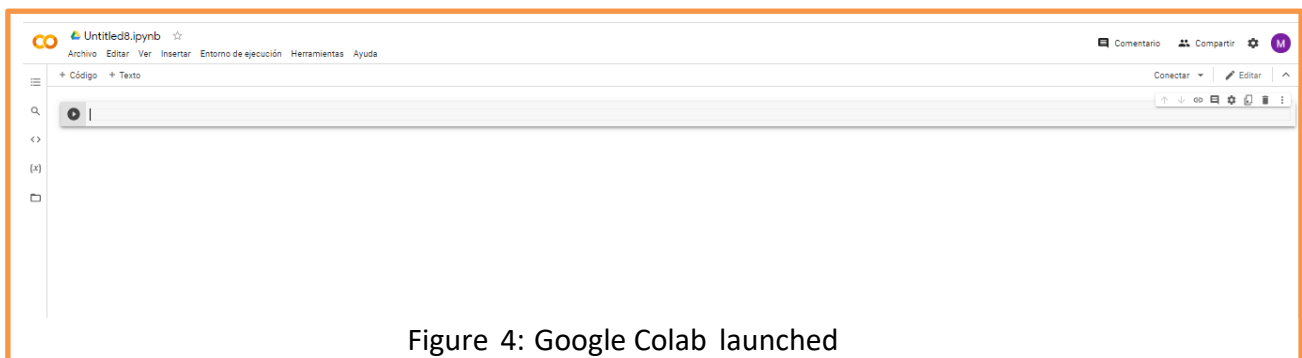 Untitled8.ipynb
Comentario Compartir M
Archivo Editar Ver Insertar Entorno de ejecución Herramientas Ayuda
+ Código + Texto
Conectar Editar
{x}
Figure 4: Google Colab launched